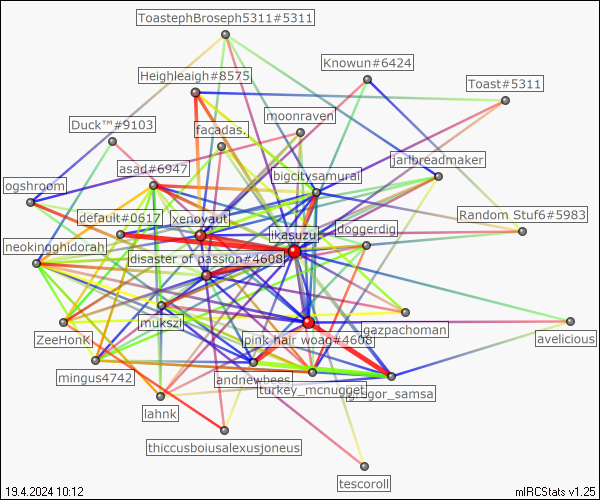 ToastephBroseph5311#5311
Knowun#6424
Heighleaigh#8575
Toast#5311
moonraven
Duck™#9103
facadas.
jarlbreadmaker
asad#6947
bigcitysamurai
ogshroom
default#0617
xenoyaut
Random Stuf6#5983
ikasuzu
doggerdig
neokingghidorah
disaster of passion#4608
mukszi
gazpachoman
ZeeHonk
pink hair woag#4608
avelicious
mingus4742
andnewbees
turkey_mcnugget
gregor_samsa
lahnk
thiccusboiusalexusjoneus
tescoroll
19.4.2024 10:12
mIRCStats v1.25